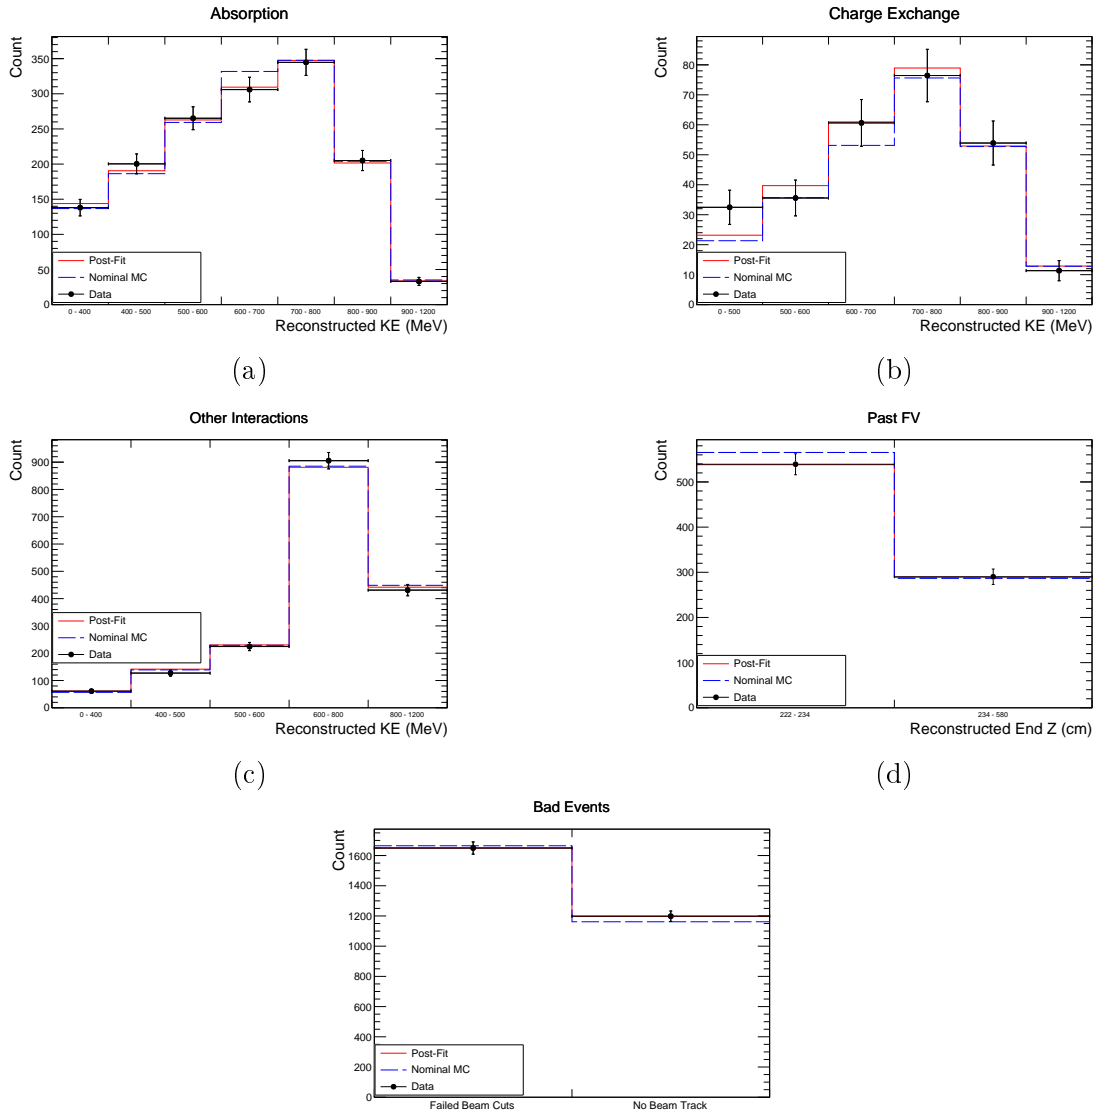 Absorption
Count
350
300
250
200
150
100
50
0
Post-Fit
Nominal MC
Data
0 - 400 400 - 500 500 - 600 600 - 700 700 - 800 800 - 900 900 - 1200
Reconstructed KE (MeV)
(a)
Charge Exchange
Count
80
70
60
50
40
30
20
10
0
Post-Fit
Nominal MC
Data
0 - 500 500 - 600 600 - 700 700 - 800 800 - 900 900 - 1200
Reconstructed KE (MeV)
(b)
Other Interactions
Count
900
800
700
600
500
400
300
200
100
0
Post-Fit
Nominal MC
Data
0 - 400 400 - 500 500 - 600 600 - 800 800 - 1200
Reconstructed KE (MeV)
(c)
Past FV
Count
500
400
300
200
100
0
Post-Fit
Nominal MC
Data
222 - 234 234 - 580
Reconstructed End Z (cm)
(d)
Bad Events
Count
1600
1400
1200
1000
800
600
400
200
0
Post-Fit
Nominal MC
Data
Failed Beam Cuts No Beam Track